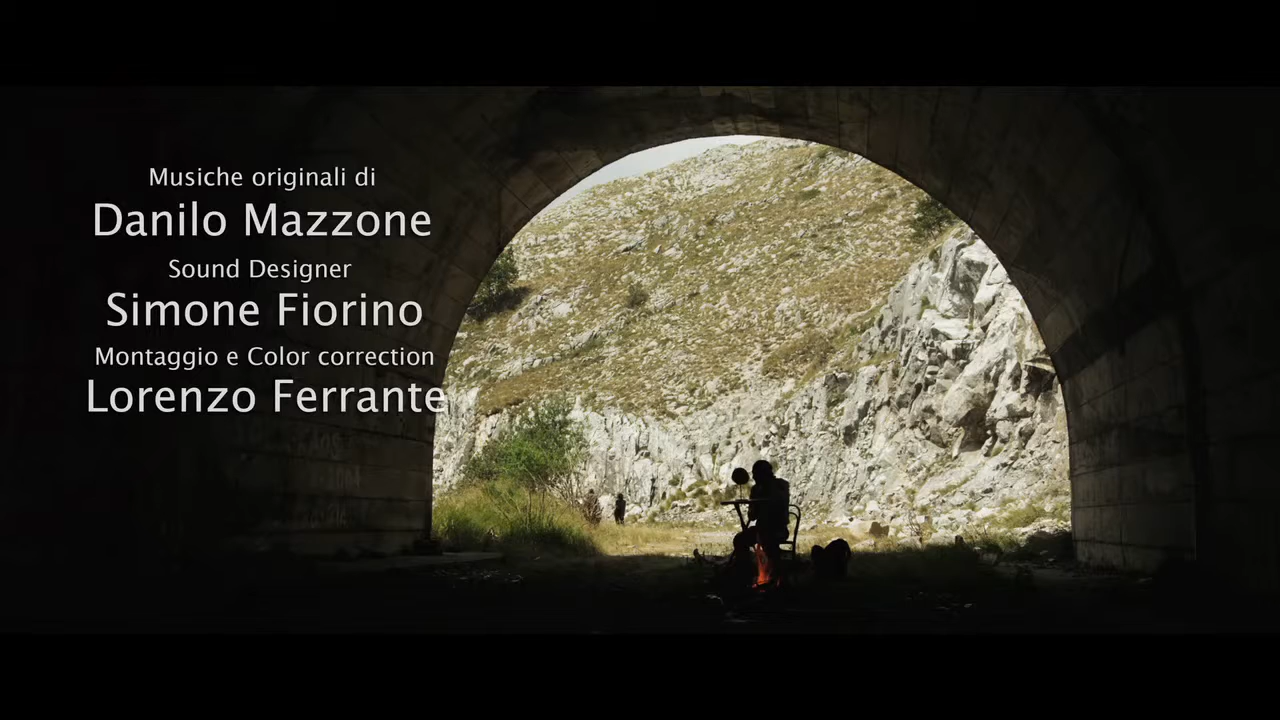 Musiche originali di
Danilo Mazzone
Sound Designer
Simone Fiorino
Montaggio e Color correction
Lorenzo Ferrante